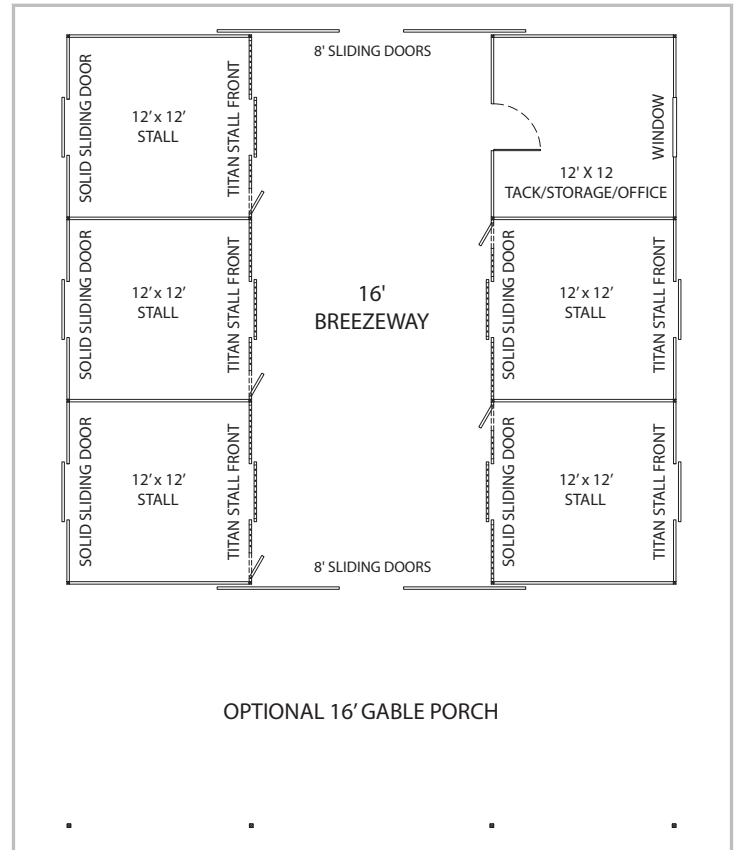 8' SLIDING DOORS
SOLID SLIDING DOOR
12' x 12'
STALL
TITAN STALL FRONT
WINDOW
12' X 12
TACK/STORAGE/OFFICE
SOLID SLIDING DOOR
12' x 12'
STALL
TITAN STALL FRONT
16'
BREEZEWAY
SOLID SLIDING DOOR
12' x 12'
STALL
TITAN STALL FRONT
SOLID SLIDING DOOR
12' x 12'
STALL
TITAN STALL FRONT
SOLID SLIDING DOOR
12' x 12'
STALL
TITAN STALL FRONT
8' SLIDING DOORS
OPTIONAL 16' GABLE PORCH